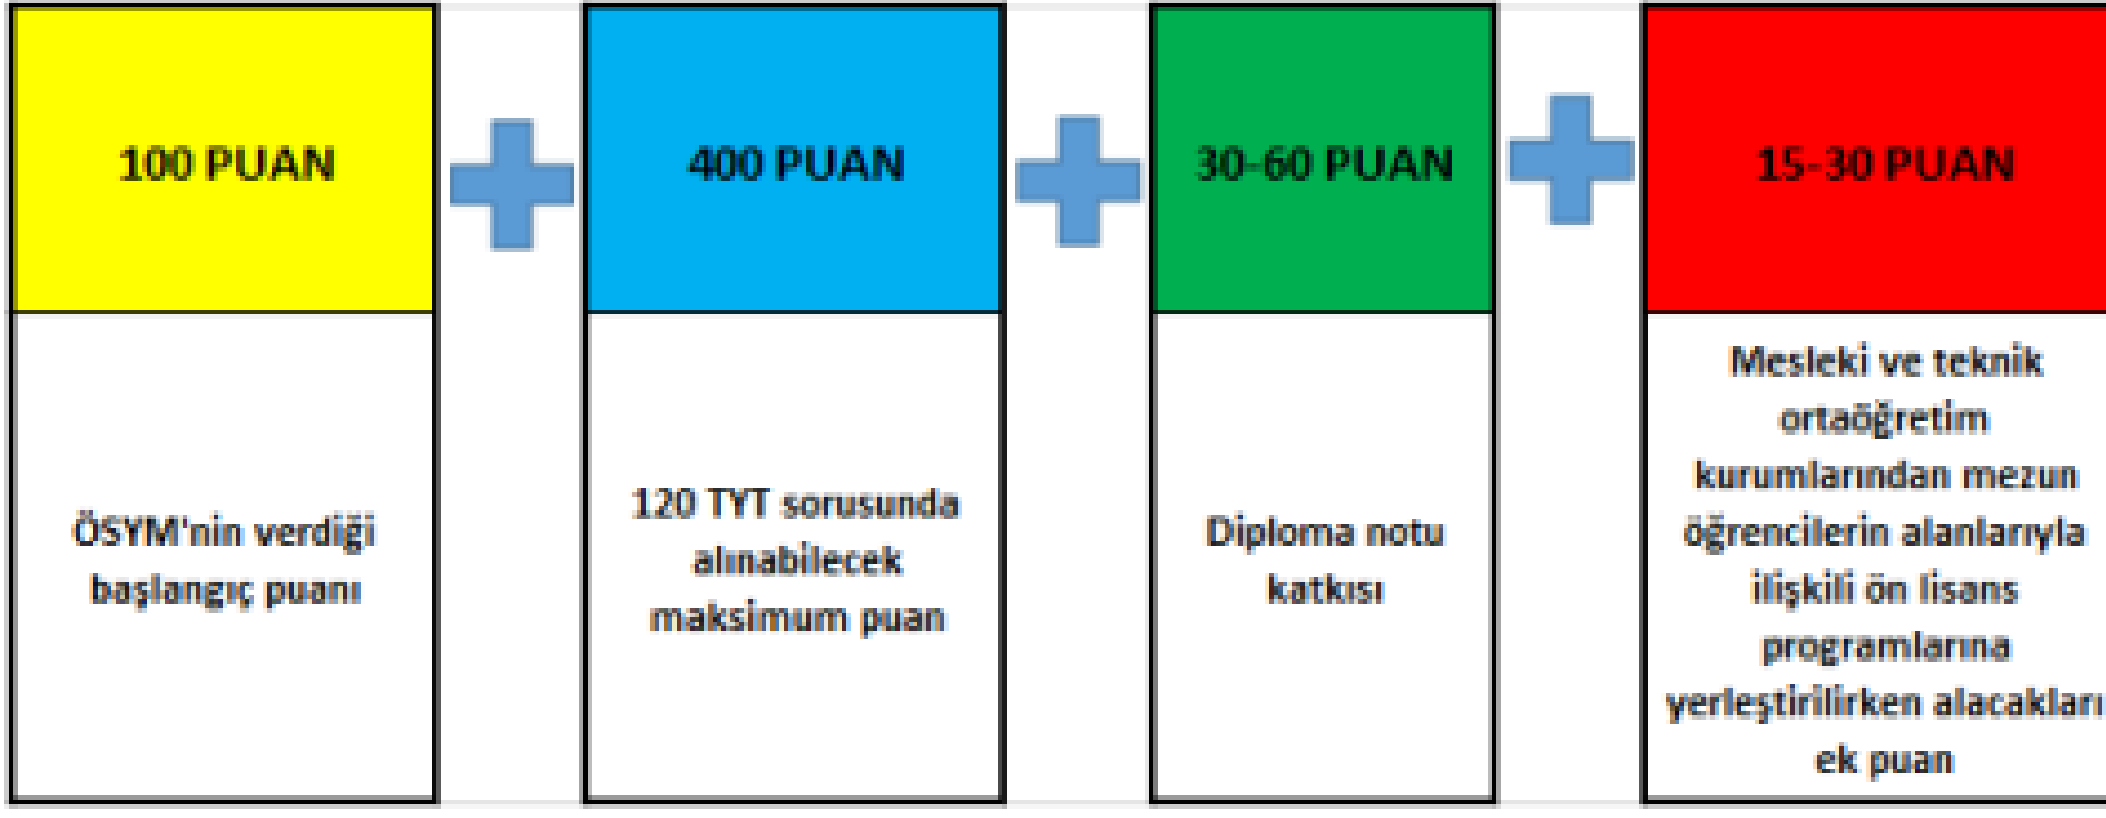 100 PUAN
400 PUAN
30-60 PUAN
15-30 PUAN
ÖSYM'nin verdiği
başlangıç puanı
120 TYT sorusunda
alınabilecek
maksimum puan
Diploma notu
katkısı
Mesleki ve teknik
ortaöğretim
kurumlarından mezun
öğrencilerin alanlarıyla
ilişkili ön lisans
programlarına
yerleştirilirken alacakları
ek puan